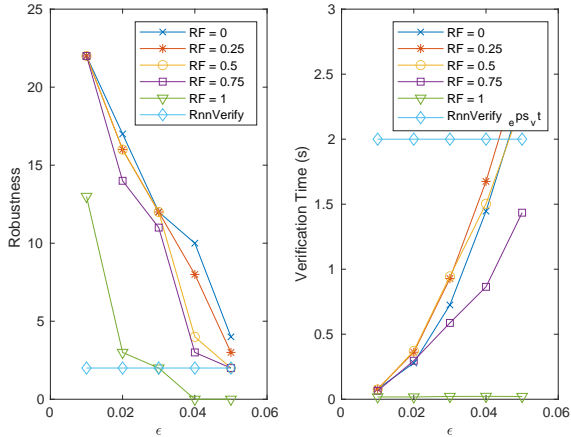 25
20
15
10
5
0
0
0.02
0.04
0.06
Robustness
ϵ
RF = 0
RF = 0.25
RF = 0.5
RF = 0.75
RF = 1
RnnVerify
3
2.5
2
1.5
1
0.5
0
0
0.02
0.04
0.06
Verification Time (s)
ϵ
RF = 0
RF = 0.25
RF = 0.5
RF = 0.75
RF = 1
RnnVerify eps vt